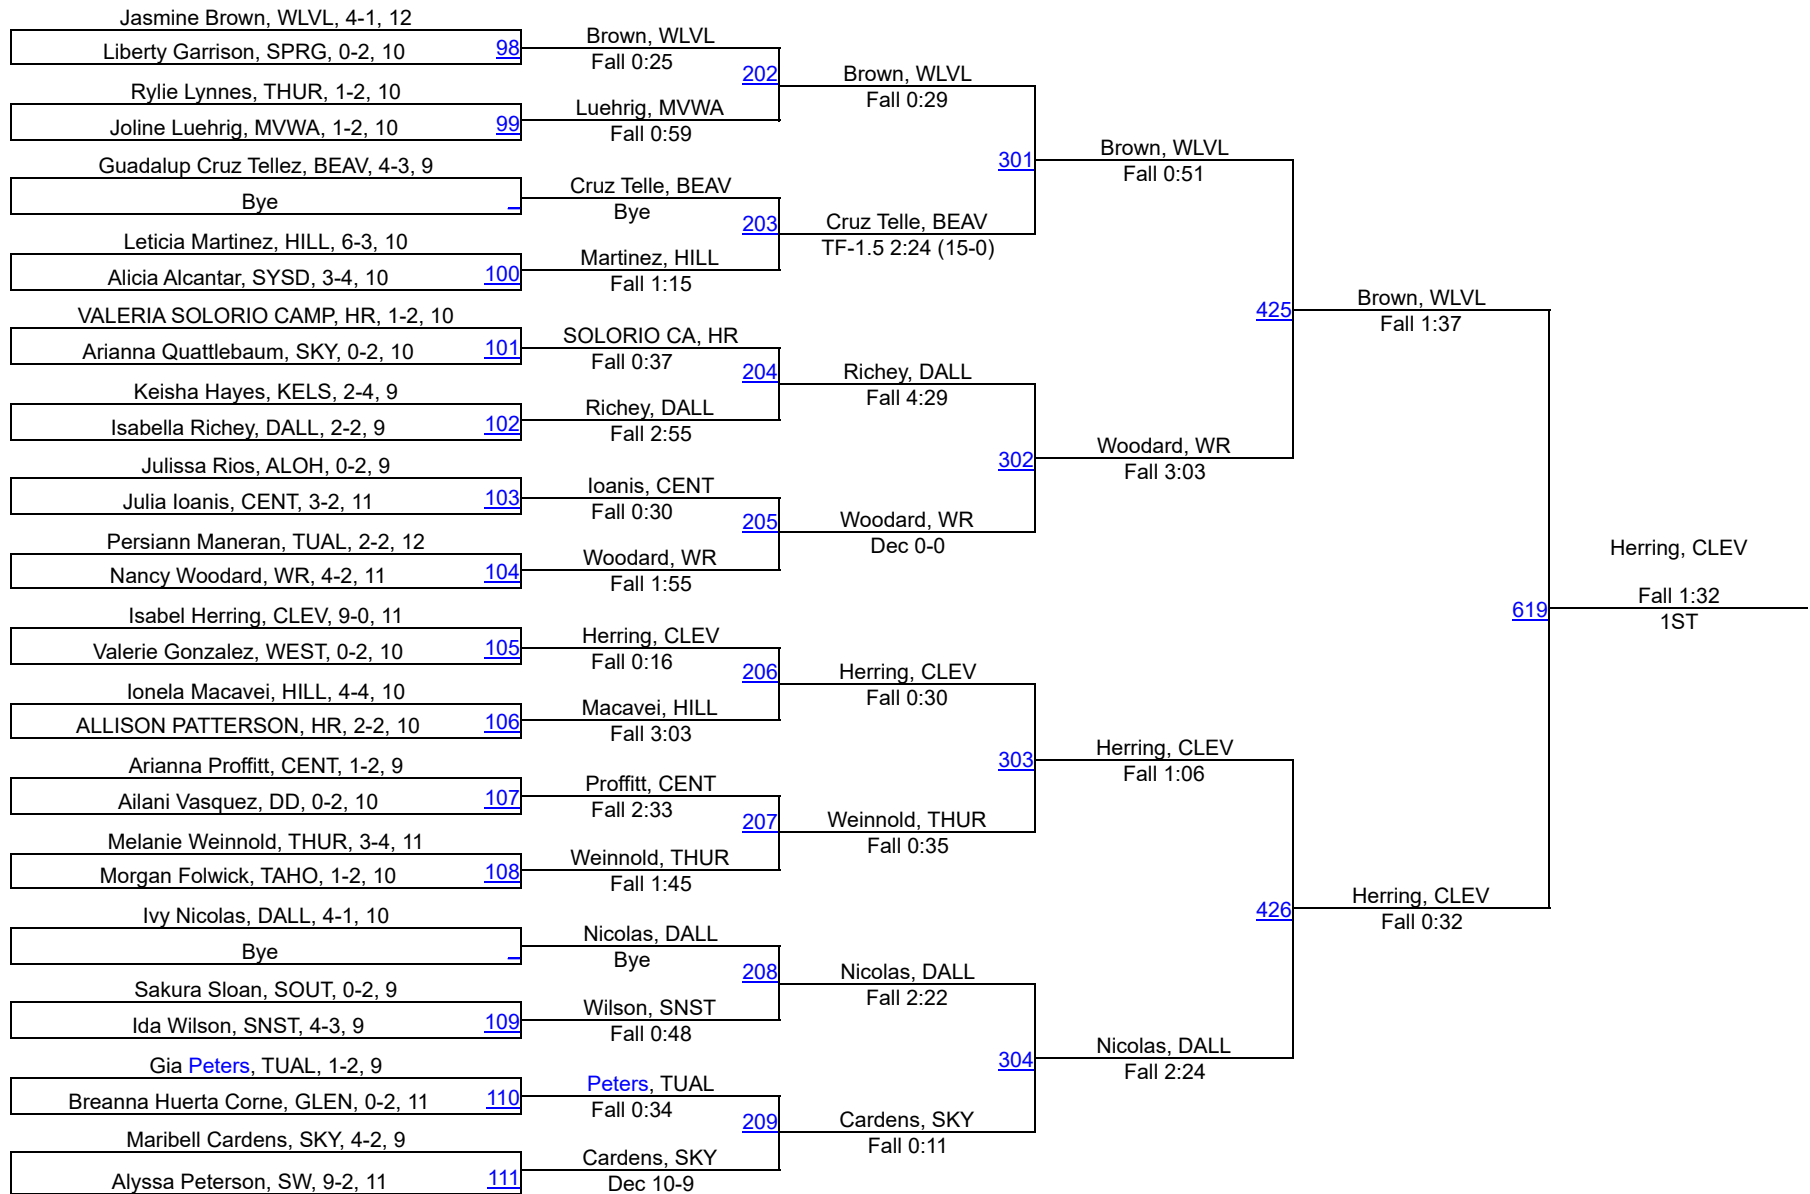 Jasmine Brown, WLVL, 4-1, 12
Liberty Garrison, SPRG, 0-2, 10
98
Rylie Lynnes, THUR, 1-2, 10
Joline Luehrig, MVWA, 1-2, 10
99
Guadalup Cruz Tellez, BEAV, 4-3, 9
Bye
Leticia Martinez, HILL, 6-3, 10
Alicia Alcantar, SYSD, 3-4, 10
100
VALERIA SOLORIO CAMP, HR, 1-2, 10
Arianna Quattlebaum, SKY, 0-2, 10
101
Keisha Hayes, KELS, 2-4, 9
Isabella Richey, DALL, 2-2, 9
102
Julissa Rios, ALOH, 0-2, 9
Julia Ioanis, CENT, 3-2, 11
103
Persiann Maneran, TUAL, 2-2, 12
Nancy Woodard, WR, 4-2, 11
104
Isabel Herring, CLEV, 9-0, 11
Valerie Gonzalez, WEST, 0-2, 10
105
Ionela Macavei, HILL, 4-4, 10
ALLISON PATTERSON, HR, 2-2, 10
106
Arianna Proffitt, CENT, 1-2, 9
Ailani Vasquez, DD, 0-2, 10
107
Melanie Weinnold, THUR, 3-4, 11
Morgan Folwick, TAHO, 1-2, 10
108
Ivy Nicolas, DALL, 4-1, 10
Bye
Sakura Sloan, SOUT, 0-2, 9
Ida Wilson, SNST, 4-3, 9
109
Gia Peters, TUAL, 1-2, 9
Breanna Huerta Corne, GLEN, 0-2, 11
110
Maribell Cardens, SKY, 4-2, 9
Alyssa Peterson, SW, 9-2, 11
111
Brown, WLVL
Fall 0:25
202
Luehrig, MVWA
Fall 0:59
Cruz Telle, BEAV
Bye
203
Martinez, HILL
Fall 1:15
SOLORIO CA, HR
Fall 0:37
204
Richey, DALL
Fall 2:55
Ioanis, CENT
Fall 0:30
205
Woodard, WR
Fall 1:55
Herring, CLEV
Fall 0:16
206
Macavei, HILL
Fall 3:03
Proffitt, CENT
Fall 2:33
207
Weinnold, THUR
Fall 1:45
Nicolas, DALL
Bye
208
Wilson, SNST
Fall 0:48
Peters, TUAL
Fall 0:34
209
Cardens, SKY
Dec 10-9
Brown, WLVL
Fall 0:29
301
Cruz Telle, BEAV
TF-1.5 2:24 (15-0)
Richey, DALL
Fall 4:29
302
Woodard, WR
Dec 0-0
Herring, CLEV
Fall 0:30
303
Weinnold, THUR
Fall 0:35
Nicolas, DALL
Fall 2:22
304
Cardens, SKY
Fall 0:11
Brown, WLVL
Fall 0:51
425
Woodard, WR
Fall 3:03
Herring, CLEV
Fall 1:06
426
Nicolas, DALL
Fall 2:24
Brown, WLVL
Fall 1:37
619
Herring, CLEV
Fall 0:32
Herring, CLEV
Fall 1:32
1ST